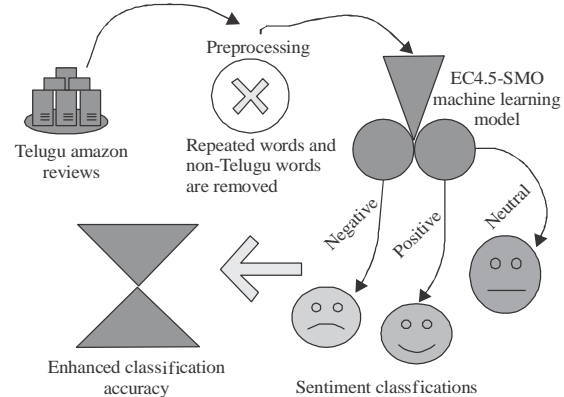 Preprocessing
EC4.5-SMO
machine learning
model
Telugu amazon
reviews
Repeated words and
non-Telugu words
are removed
Negative
Positive
Neutral
Enhanced classification
accuracy
Sentiment classfications